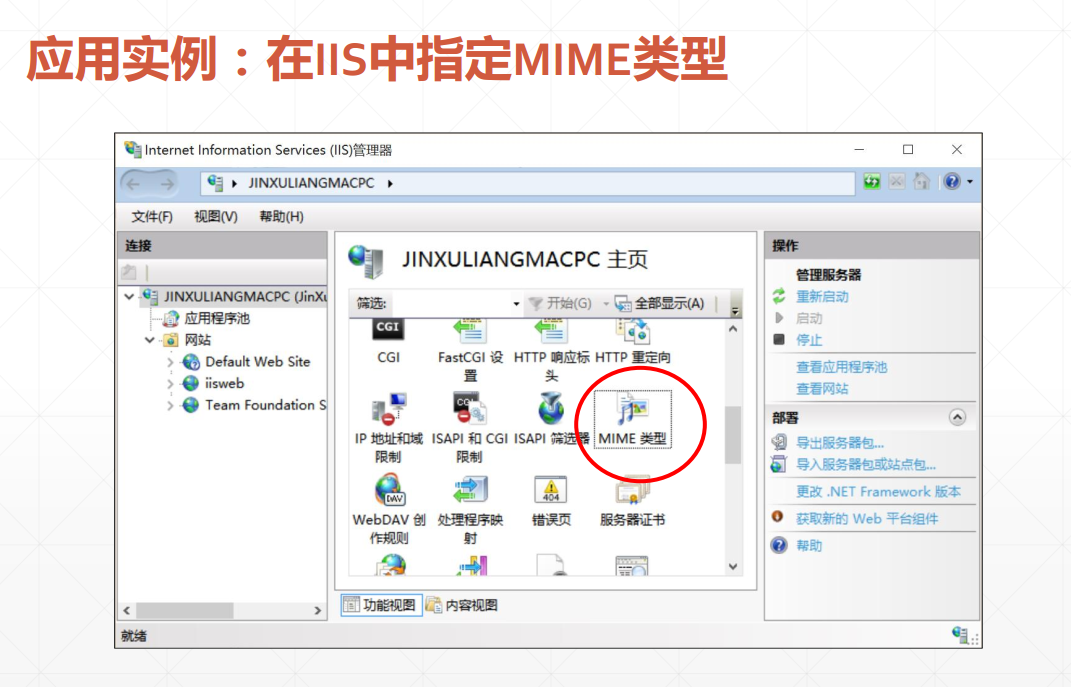 应用实例：在IIS中指定MIME类型
Internet Information Services (IIS)管理器
JINXULIANGMACPC
文件(F) 视图(V) 帮助(H)
连接
JINXULIANGMACPC (JinXu
应用程序池
网站
Default Web Site
iisweb
Team Foundation S
JINXULIANGMACPC 主页
筛选: 开始(G) 全部显示(A)
CGI
CGI FastCGI 设 HTTP 响应标 HTTP 重定向
置 头
IP 地址和域 ISAPI 和 CGI ISAPI 筛选器 MIME 类型
限制 限制
DAV 404
WebDAV 创 处理程序映 错误页 服务器证书
作规则 射
功能视图 内容视图
操作
管理服务器
重新启动
启动
停止
查看应用程序池
查看网站
部署
导出服务器包...
导入服务器包或站点包...
更改 .NET Framework 版本
获取新的 Web 平台组件
帮助
就绪